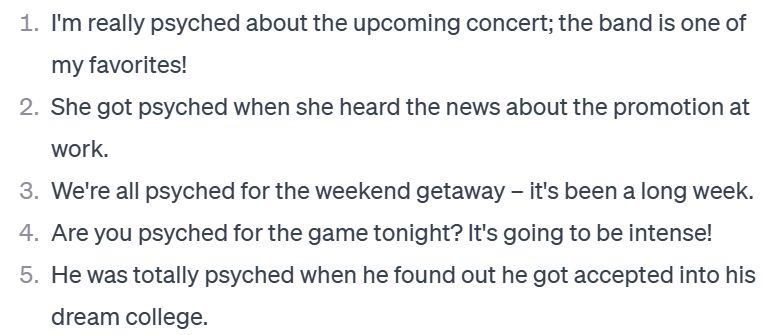 1. I'm really psyched about the upcoming concert; the band is one of
my favorites!
2. She got psyched when she heard the news about the promotion at
work.
3. We're all psyched for the weekend getaway – it's been a long week.
4. Are you psyched for the game tonight? It's going to be intense!
5. He was totally psyched when he found out he got accepted into his
dream college.